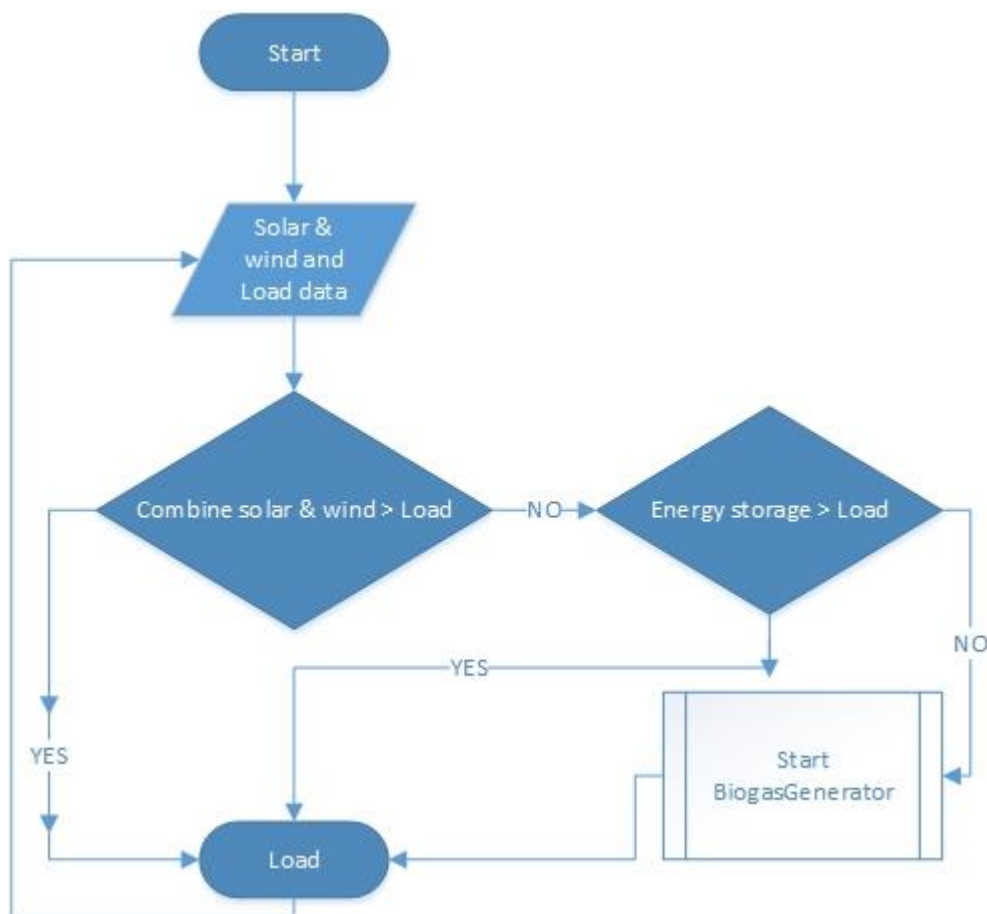 Start
Solar &
wind and
Load data
Combine solar & wind > Load
NO
Energy storage > Load
NO
YES
YES
Start
BiogasGenerator
Load